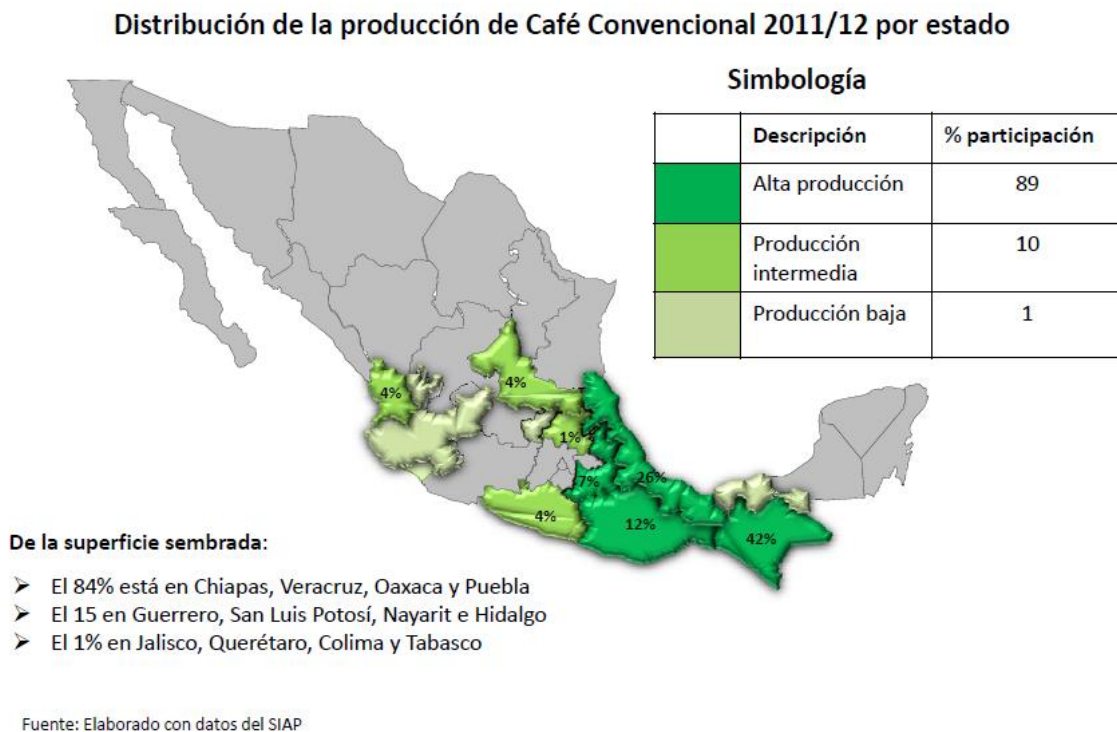 Distribución de la producción de Café Convencional 2011/12 por estado
Simbología
Descripción % participación
Alta producción 89
Producción intermedia 10
Producción baja 1
4%
4%
1%
7%
26%
4%
12%
42%
De la superficie sembrada:
➢ El 84% está en Chiapas, Veracruz, Oaxaca y Puebla
➢ El 15 en Guerrero, San Luis Potosí, Nayarit e Hidalgo
➢ El 1% en Jalisco, Querétaro, Colima y Tabasco
Fuente: Elaborado con datos del SIAP